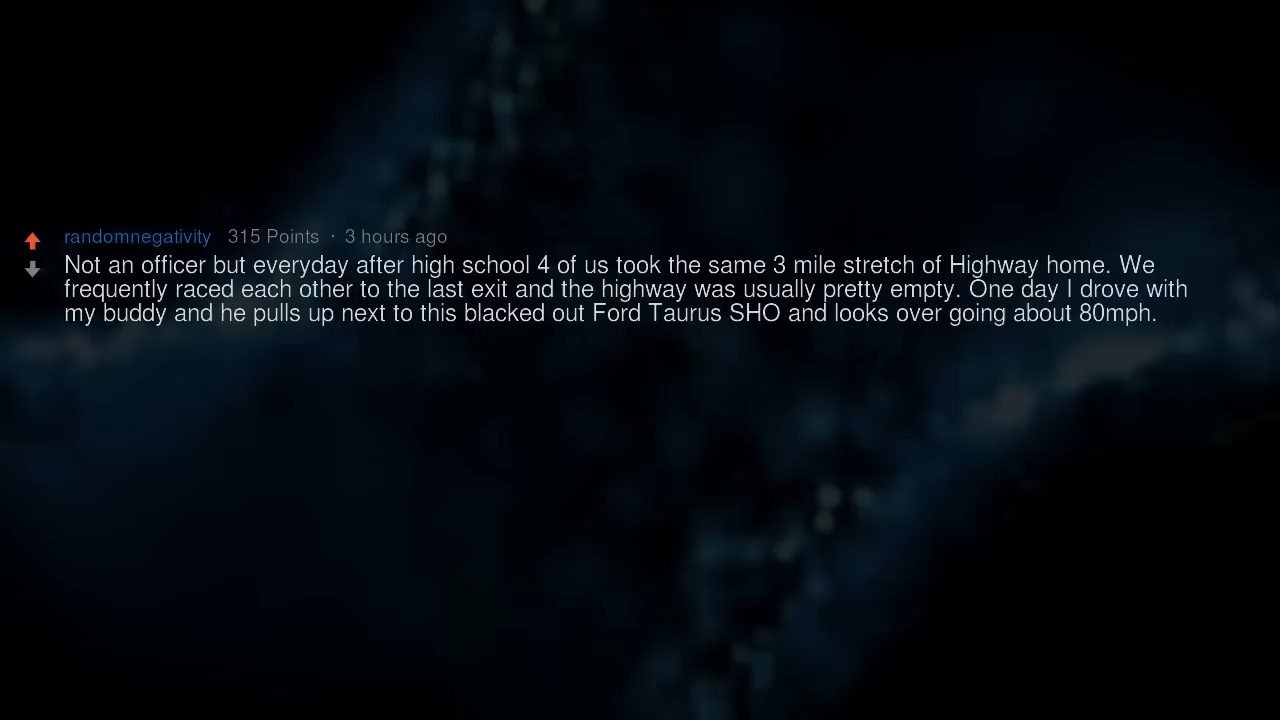 randomnegativity 315 Points · 3 hours ago
Not an officer but everyday after high school 4 of us took the same 3 mile stretch of Highway home. We
frequently raced each other to the last exit and the highway was usually pretty empty. One day I drove with
my buddy and he pulls up next to this blacked out Ford Taurus SHO and looks over going about 80mph.